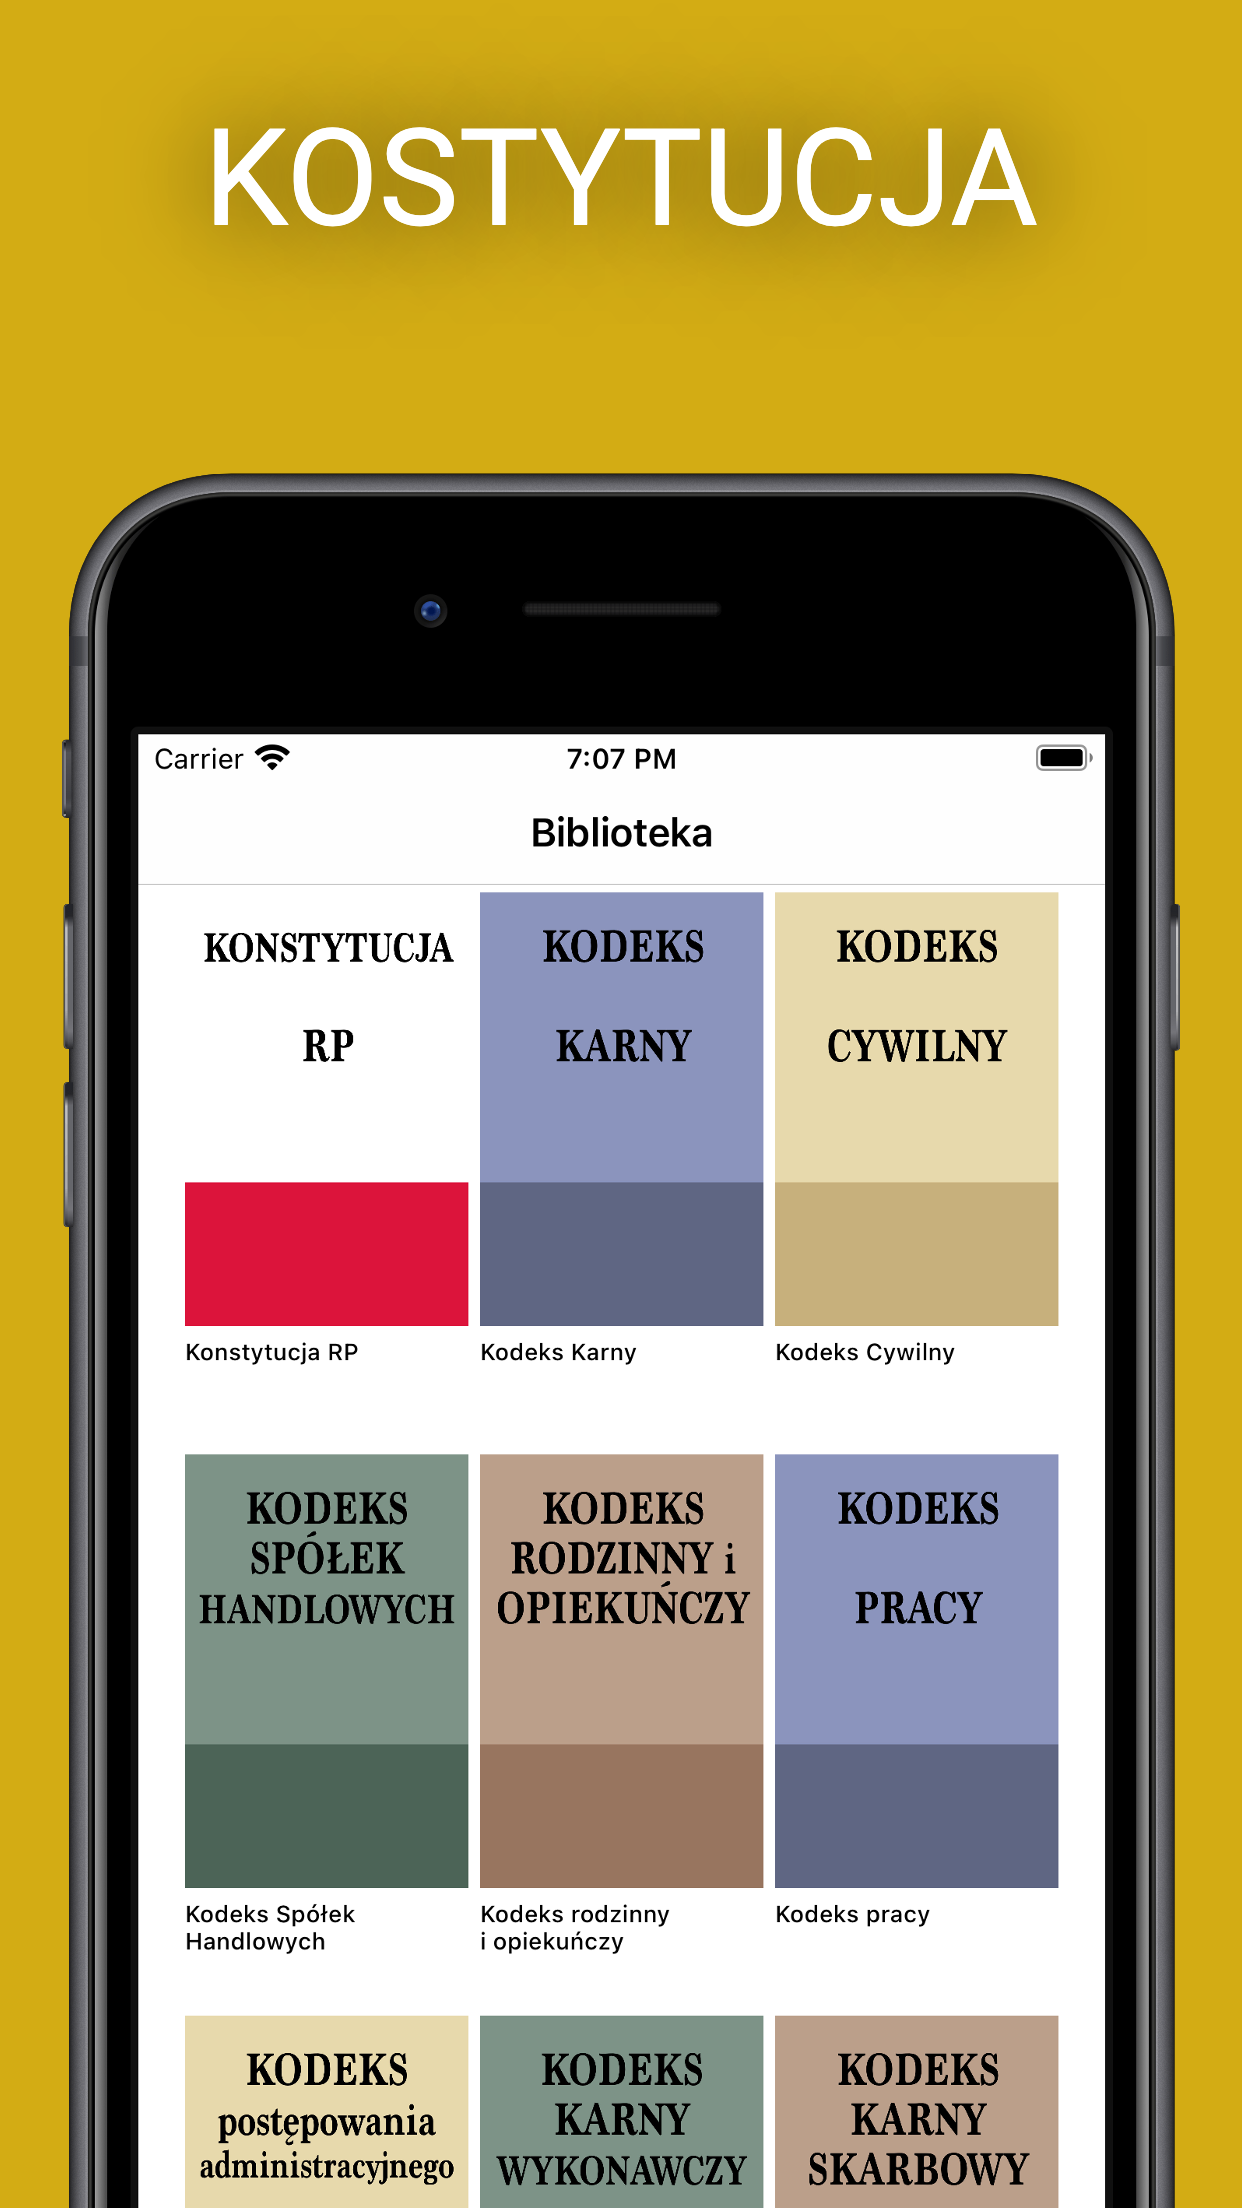 KOSTYTUCJA
Carrier
7:07 PM
Biblioteka
KONSTYTUCJA
RP
Konstytucja RP
KODEKS
KARNY
Kodeks Karny
KODEKS
CYWILNY
Kodeks Cywilny
KODEKS
SPÓŁEK
HANDLOWYCH
Kodeks Spółek
Handlowych
KODEKS
RODZINNY i
OPIEKUŃCZY
Kodeks rodzinny
i opiekuńczy
KODEKS
PRACY
Kodeks pracy
KODEKS
postępowania
administracyjnego
KODEKS
KARNY
WYKONAWCZY
KODEKS
KARNY
SKARBOWY